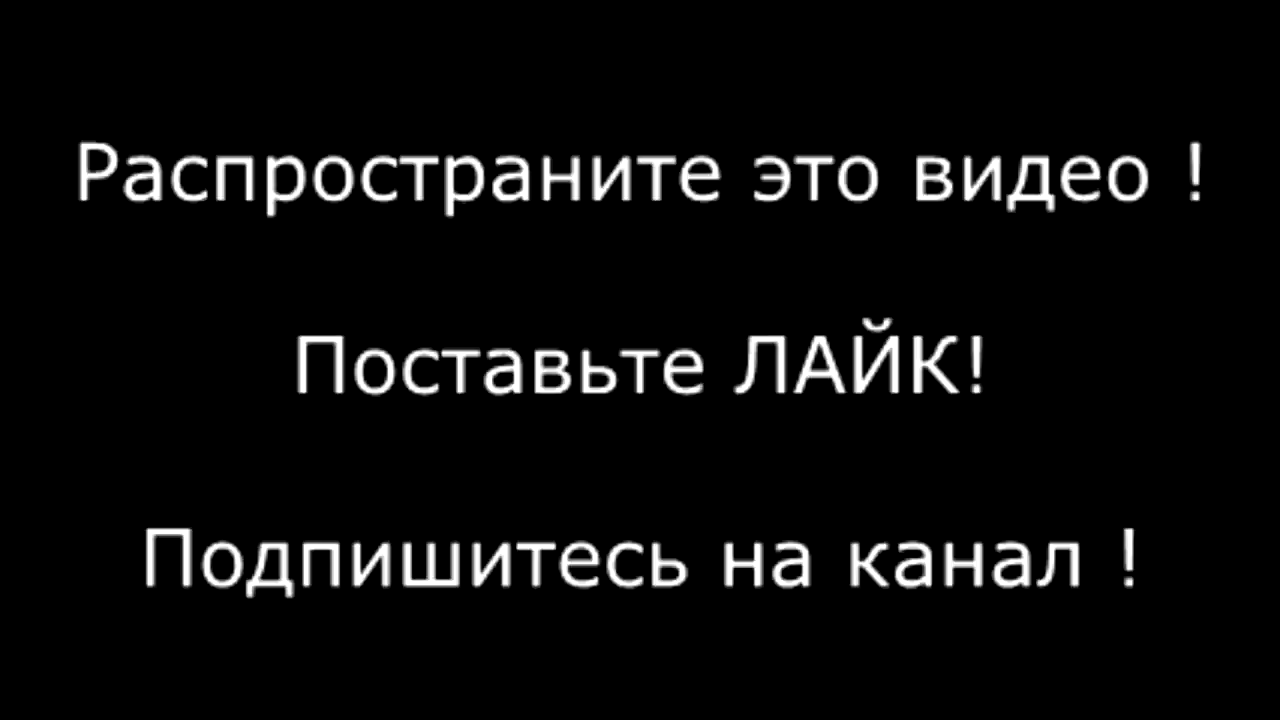 Распространите это видео !
Поставьте ЛАЙК!
Подпишитесь на канал !